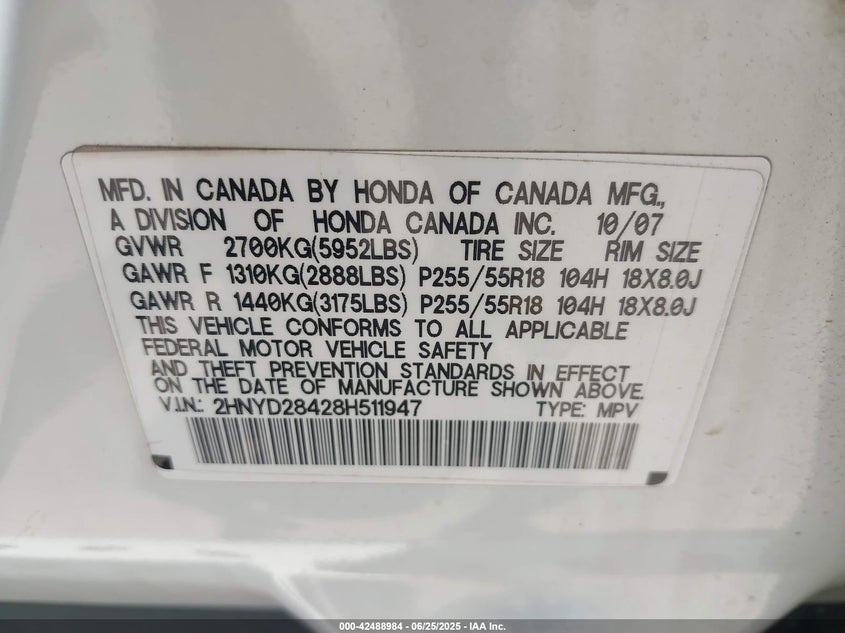 MFD. IN CANADA BY HONDA OF CANADA MFG.,
A DIVISION OF HONDA CANADA INC. 10/07
GVWR 2700KG(5952LBS) TIRE SIZE RIM SIZE
GAWR F 1310KG(2888LBS) P255/55R18 104H 18X8.0J
GAWR R 1440KG(3175LBS) P255/55R18 104H 18X8.0J
THIS VEHICLE CONFORMS TO ALL APPLICABLE
FEDERAL MOTOR VEHICLE SAFETY
AND THEFT PREVENTION STANDARDS IN EFFECT
ON THE DATE OF MANUFACTURE SHOWN ABOVE.
V.I.N.: 2HNYD28428H511947 TYPE: MPV
000-42488984 / 06/25/2025 - IAA Inc.